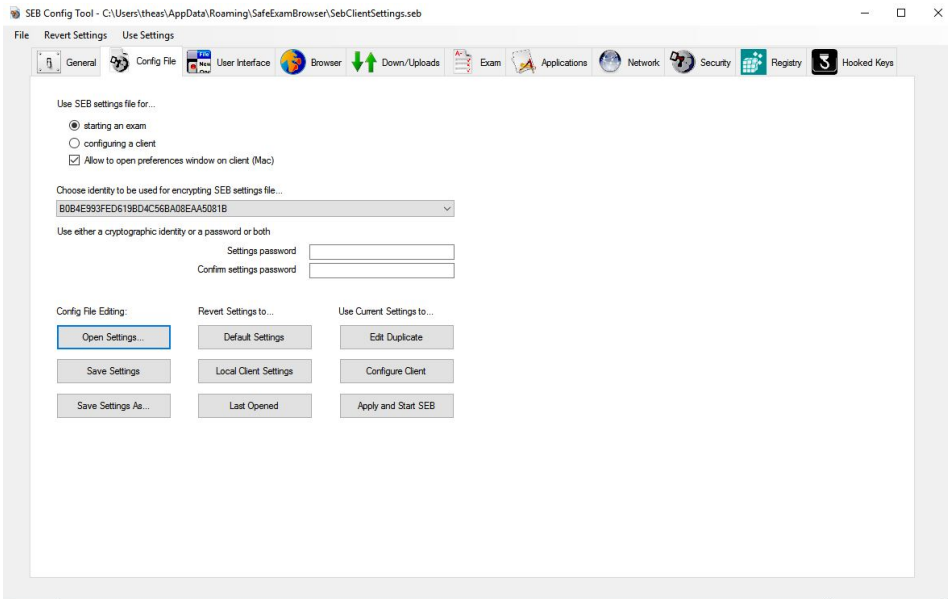 SEB Config Tool - C:\Users\theas\AppData\Roaming\SafeExamBrowser\SebClientSettings.seb
File Revert Settings Use Settings
General Config File User Interface Browser Down/Uploads Exam Applications Network Security Registry Hooked Keys
Use SEB settings file for...
starting an exam
configuring a client
Allow to open preferences window on client (Mac)
Choose identity to be used for encrypting SEB settings file...
B0B4E993FED619BD4C56BA08EAA5081B
Use either a cryptographic identity or a password or both
Settings password
Confirm settings password
Config File Editing: Revert Settings to... Use Current Settings to...
Open Settings... Default Settings Edit Duplicate
Save Settings Local Client Settings Configure Client
Save Settings As... Last Opened Apply and Start SEB